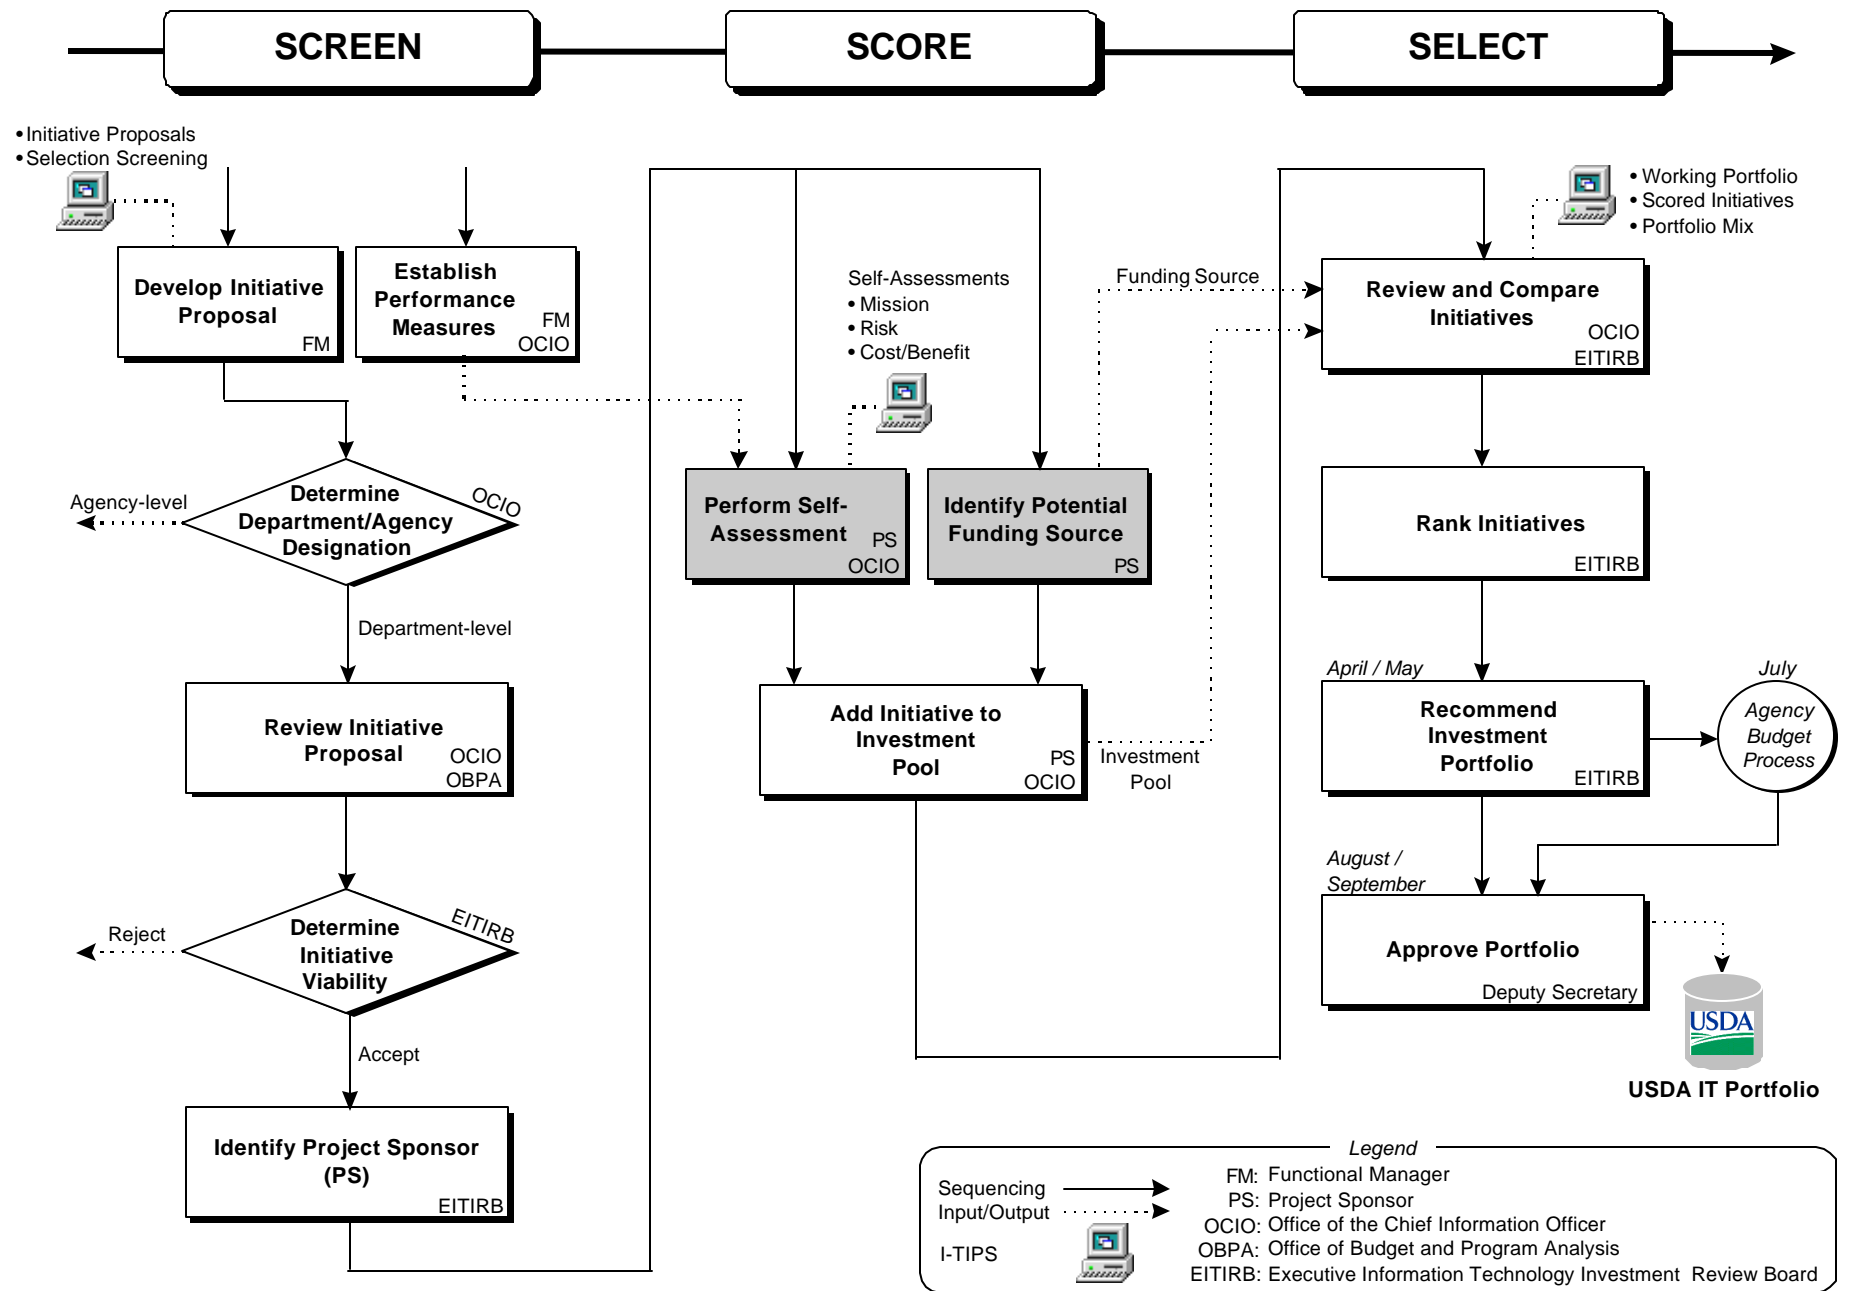 SCREEN
SCORE
SELECT
• Initiative Proposals
• Selection Screening
Develop Initiative
Proposal
FM
Establish
Performance
Measures
FM
OCIO
Agency-level
Determine
Department/Agency
Designation
OCIO
Department-level
Review Initiative
Proposal
OCIO
OBPA
Reject
Determine
Initiative
Viability
EITIRB
Accept
Identify Project Sponsor
(PS)
EITIRB
Self-Assessments
• Mission
• Risk
• Cost/Benefit
Perform Self-
Assessment
PS
OCIO
Identify Potential
Funding Source
PS
Add Initiative to
Investment
Pool
PS
OCIO
Funding Source
Investment
Pool
• Working Portfolio
• Scored Initiatives
• Portfolio Mix
Review and Compare
Initiatives
OCIO
EITIRB
Rank Initiatives
EITIRB
April / May
Recommend
Investment
Portfolio
EITIRB
July
Agency
Budget
Process
August /
September
Approve Portfolio
Deputy Secretary
USDA
USDA IT Portfolio
Legend
Sequencing
Input/Output
I-TIPS
FM: Functional Manager
PS: Project Sponsor
OCIO: Office of the Chief Information Officer
OBPA: Office of Budget and Program Analysis
EITIRB: Executive Information Technology Investment Review Board